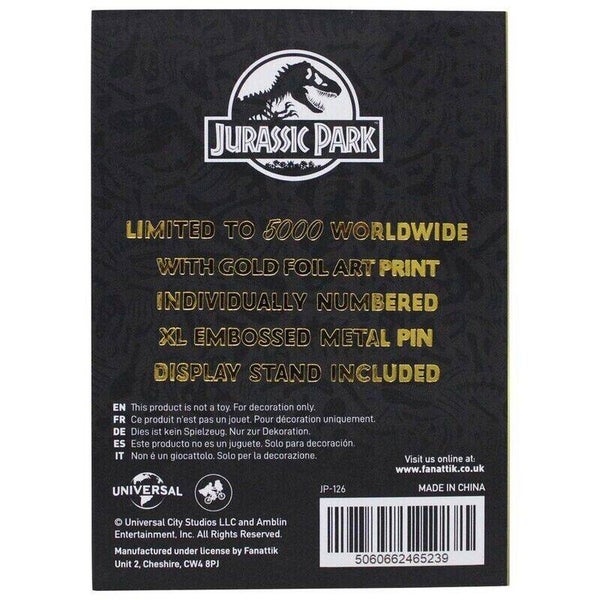 JURASSIC PARK
LIMITED TO 5000 WORLDWIDE
WITH GOLD FOIL ART PRINT
INDIVIDUALLY NUMBERED
XL EMBOSSED METAL PIN
DISPLAY STAND INCLUDED
EN This product is not a toy. For decoration only.
FR Ce produit n'est pas un jouet. Pour décoration uniquement.
DE Dies ist kein Spielzeug. Nur zur Dekoration.
ES Este producto no es un juguete. Solo para decoración.
IT Non è un giocattolo. Solo per la decorazione.
Visit us online at:
www.fanattik.co.uk
UNIVERSAL
JP-126
MADE IN CHINA
© Universal City Studios LLC and Amblin
Entertainment, Inc. All Rights Reserved.
Manufactured under license by Fanattik
Unit 2, Cheshire, CW4 8PJ
5060662465239